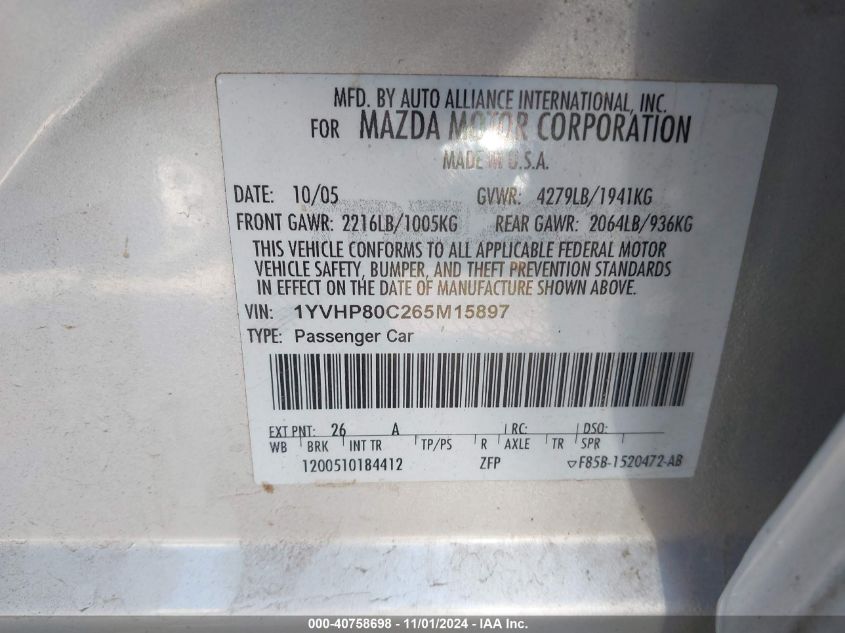 MFD. BY AUTO ALLIANCE INTERNATIONAL, INC.
FOR MAZDA MOTOR CORPORATION
MADE IN U.S.A.
DATE: 10/05 GVWR: 4279LB/1941KG
FRONT GAWR: 2216LB/1005KG REAR GAWR: 2064LB/936KG
THIS VEHICLE CONFORMS TO ALL APPLICABLE FEDERAL MOTOR
VEHICLE SAFETY, BUMPER, AND THEFT PREVENTION STANDARDS
IN EFFECT ON THE DATE OF MANUFACTURE SHOWN ABOVE.
VIN: 1YVHP80C265M15897
TYPE: Passenger Car
EXT PNT: 26 A RC: DSO:
WB BRK INT TR TP/PS R AXLE TR SPR
1200510184412 ZFP ▽F85B-1520472-AB
000-40758698 - 11/01/2024 - IAA Inc.